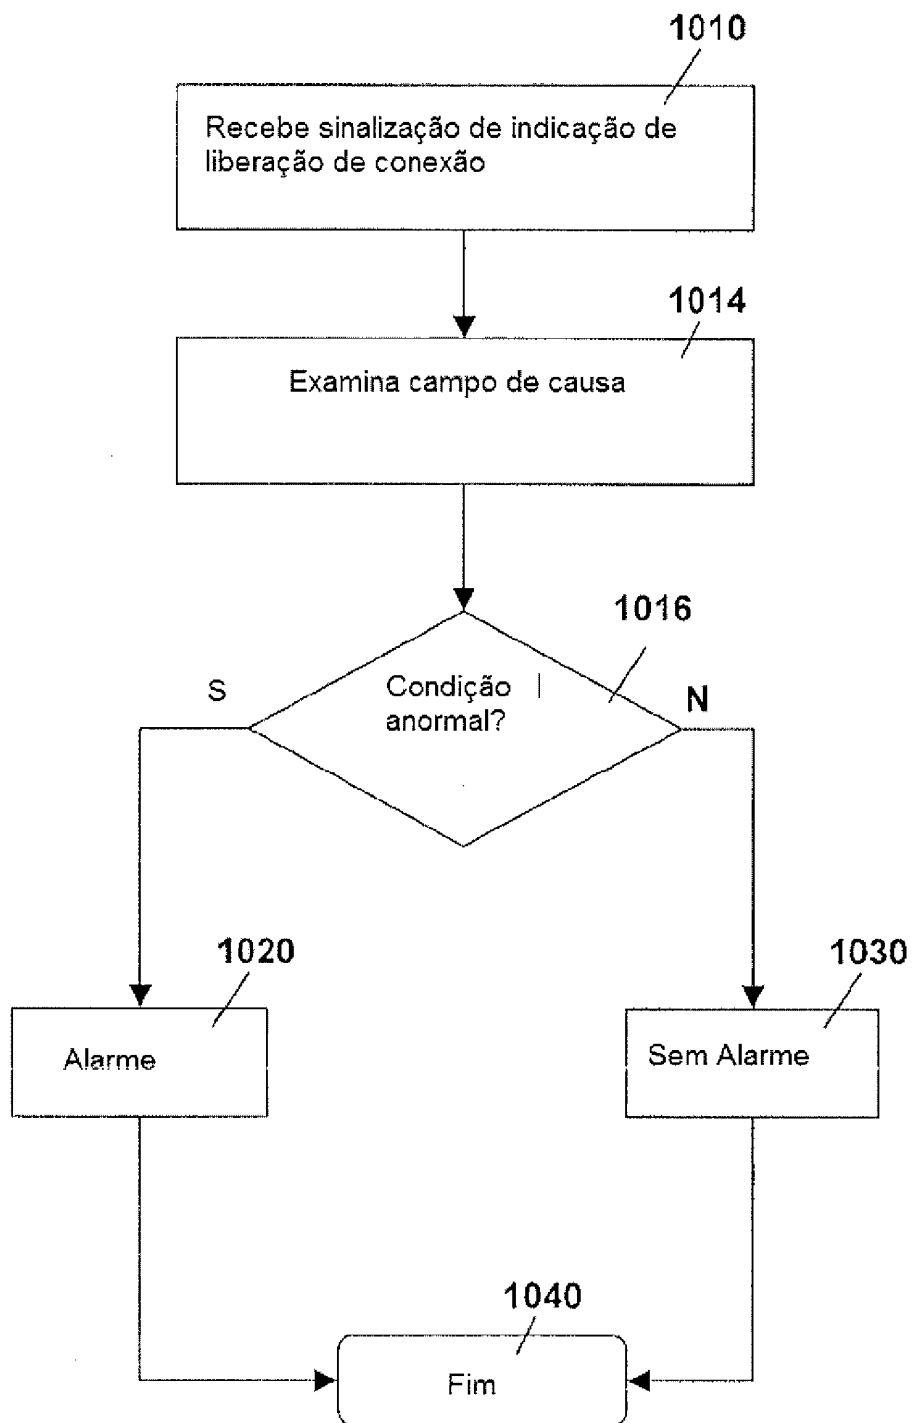 1010
Recebe sinalização de indicação de
liberação de conexão
1014
Examina campo de causa
1016
S
Condição
anormal?
N
1020
1030
Alarme
Sem Alarme
1040
Fim